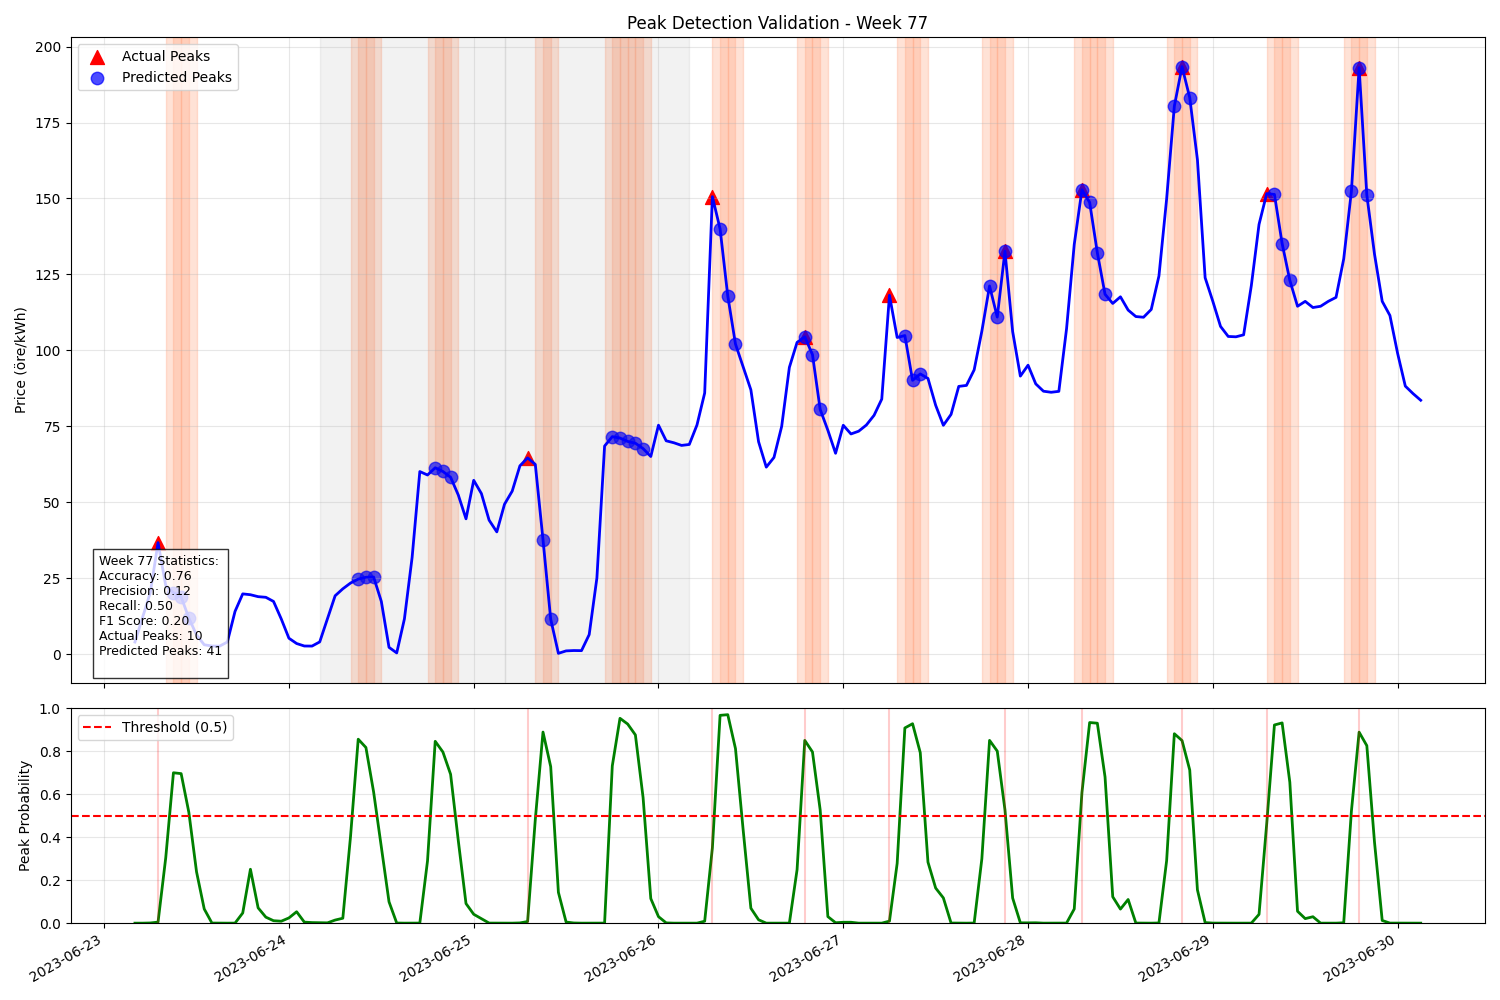 Peak Detection Validation - Week 77
Actual Peaks
Predicted Peaks
Price (öre/kWh)
200
175
150
125
100
75
50
25
0
Week 77 Statistics:
Accuracy: 0.76
Precision: 0.12
Recall: 0.50
F1 Score: 0.20
Actual Peaks: 10
Predicted Peaks: 41
Threshold (0.5)
Peak Probability
1.0
0.8
0.6
0.4
0.2
0.0
2023-06-23
2023-06-24
2023-06-25
2023-06-26
2023-06-27
2023-06-28
2023-06-29
2023-06-30